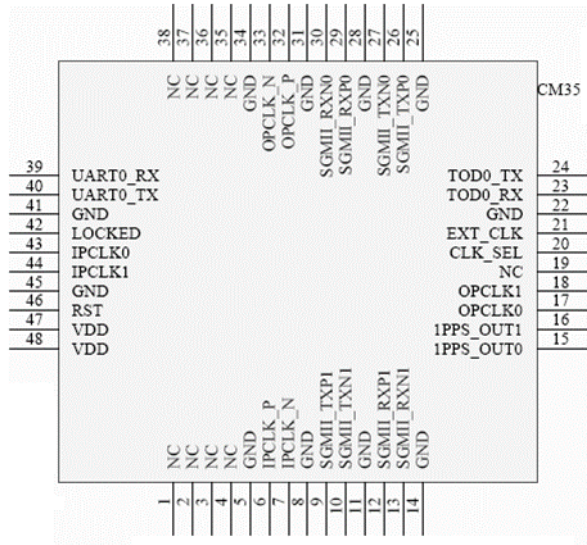 38 37 36 35 34 33 32 31 30 29 28 27 26 25
NC NC NC NC GND OPCLK_N OPCLK_P GND SGMII_RXN0 SGMII_RXP0 GND SGMII_TXN0 SGMII_TXP0 GND
CM35
39 UART0_RX
40 UART0_TX
41 GND
42 LOCKED
43 IPCLK0
44 IPCLK1
45 GND
46 RST
47 VDD
48 VDD
TOD0_TX 24
TOD0_RX 23
GND 22
EXT_CLK 21
CLK_SEL 20
NC 19
OPCLK1 18
OPCLK0 17
1PPS_OUT1 16
1PPS_OUT0 15
NC NC NC NC GND IPCLK_P IPCLK_N GND SGMII_TXP1 SGMII_TXN1 GND SGMII_RXP1 SGMII_RXN1 GND
1 2 3 4 5 6 7 8 9 10 11 12 13 14